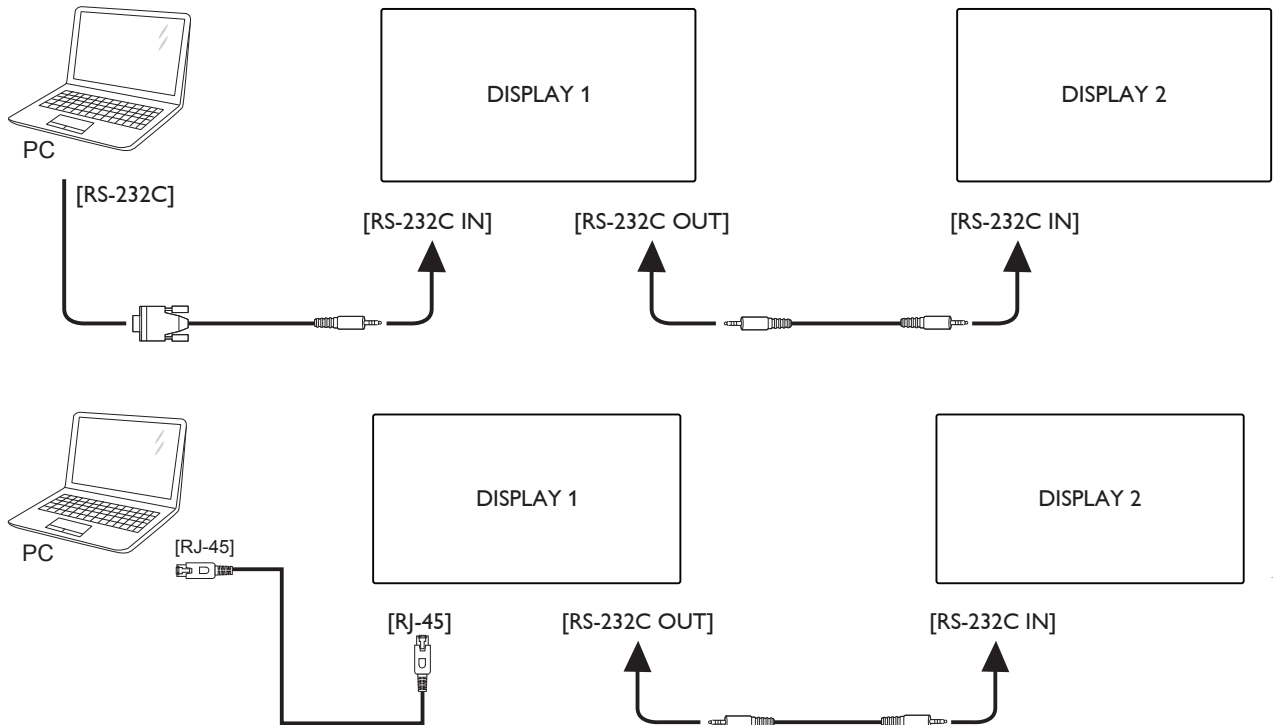 DISPLAY 1
DISPLAY 2
PC
[RS-232C]
[RS-232C IN]
[RS-232C OUT]
[RS-232C IN]
DISPLAY 1
DISPLAY 2
PC
[RJ-45]
[RJ-45]
[RS-232C OUT]
[RS-232C IN]